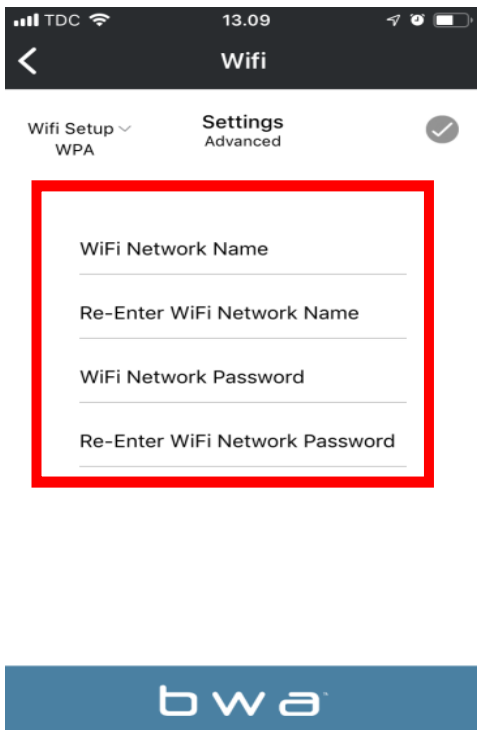 TDC 13.09
Wifi
Wifi Setup
WPA
Settings
Advanced
WiFi Network Name
Re-Enter WiFi Network Name
WiFi Network Password
Re-Enter WiFi Network Password
bwa